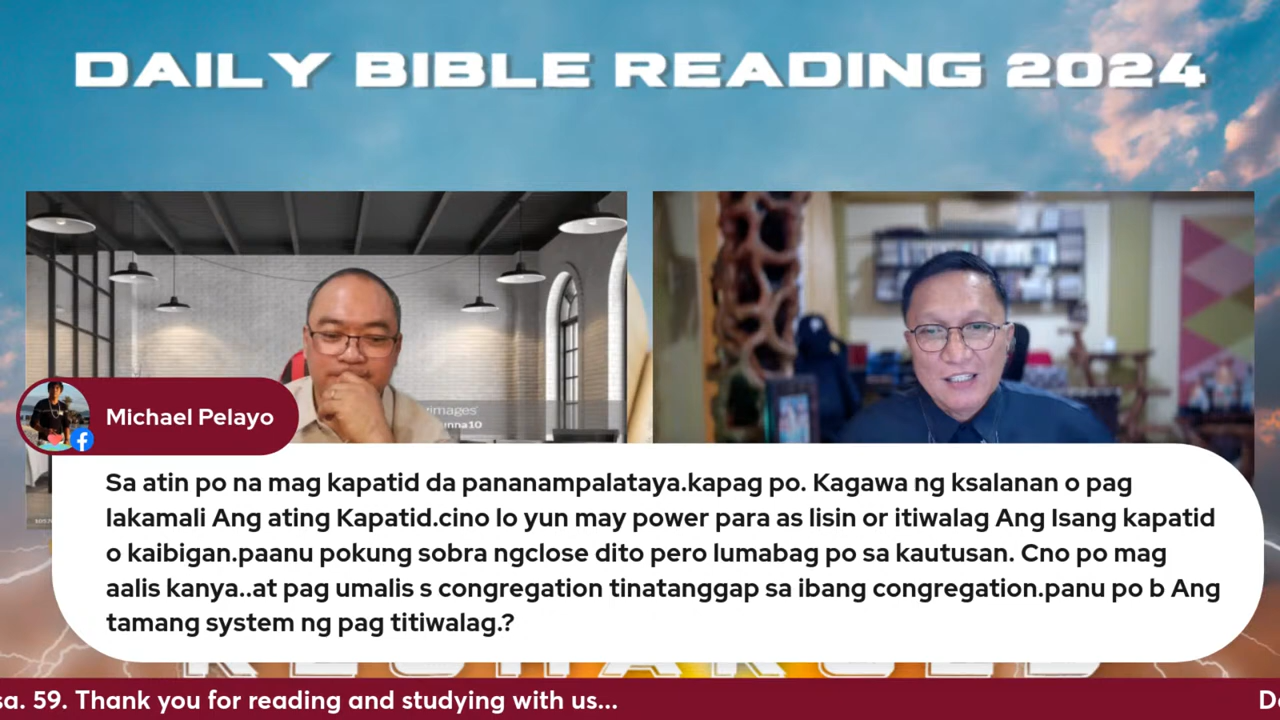 DAILY BIBLE READING 2024
Michael Pelayo
Sa atin po na mag kapatid da pananampalataya.kapag po. Kagawa ng ksalanan o pag
lakamali Ang ating Kapatid.cino lo yun may power para as lisin or itiwalag Ang Isang kapatid
o kaibigan.paanu pokung sobra ngclose dito pero lumabag po sa kautusan. Cno po mag
aalis kanya..at pag umalis s congregation tinatanggap sa ibang congregation.panu po b Ang
tamang system ng pag titiwalag.?
sa. 59. Thank you for reading and studying with us...